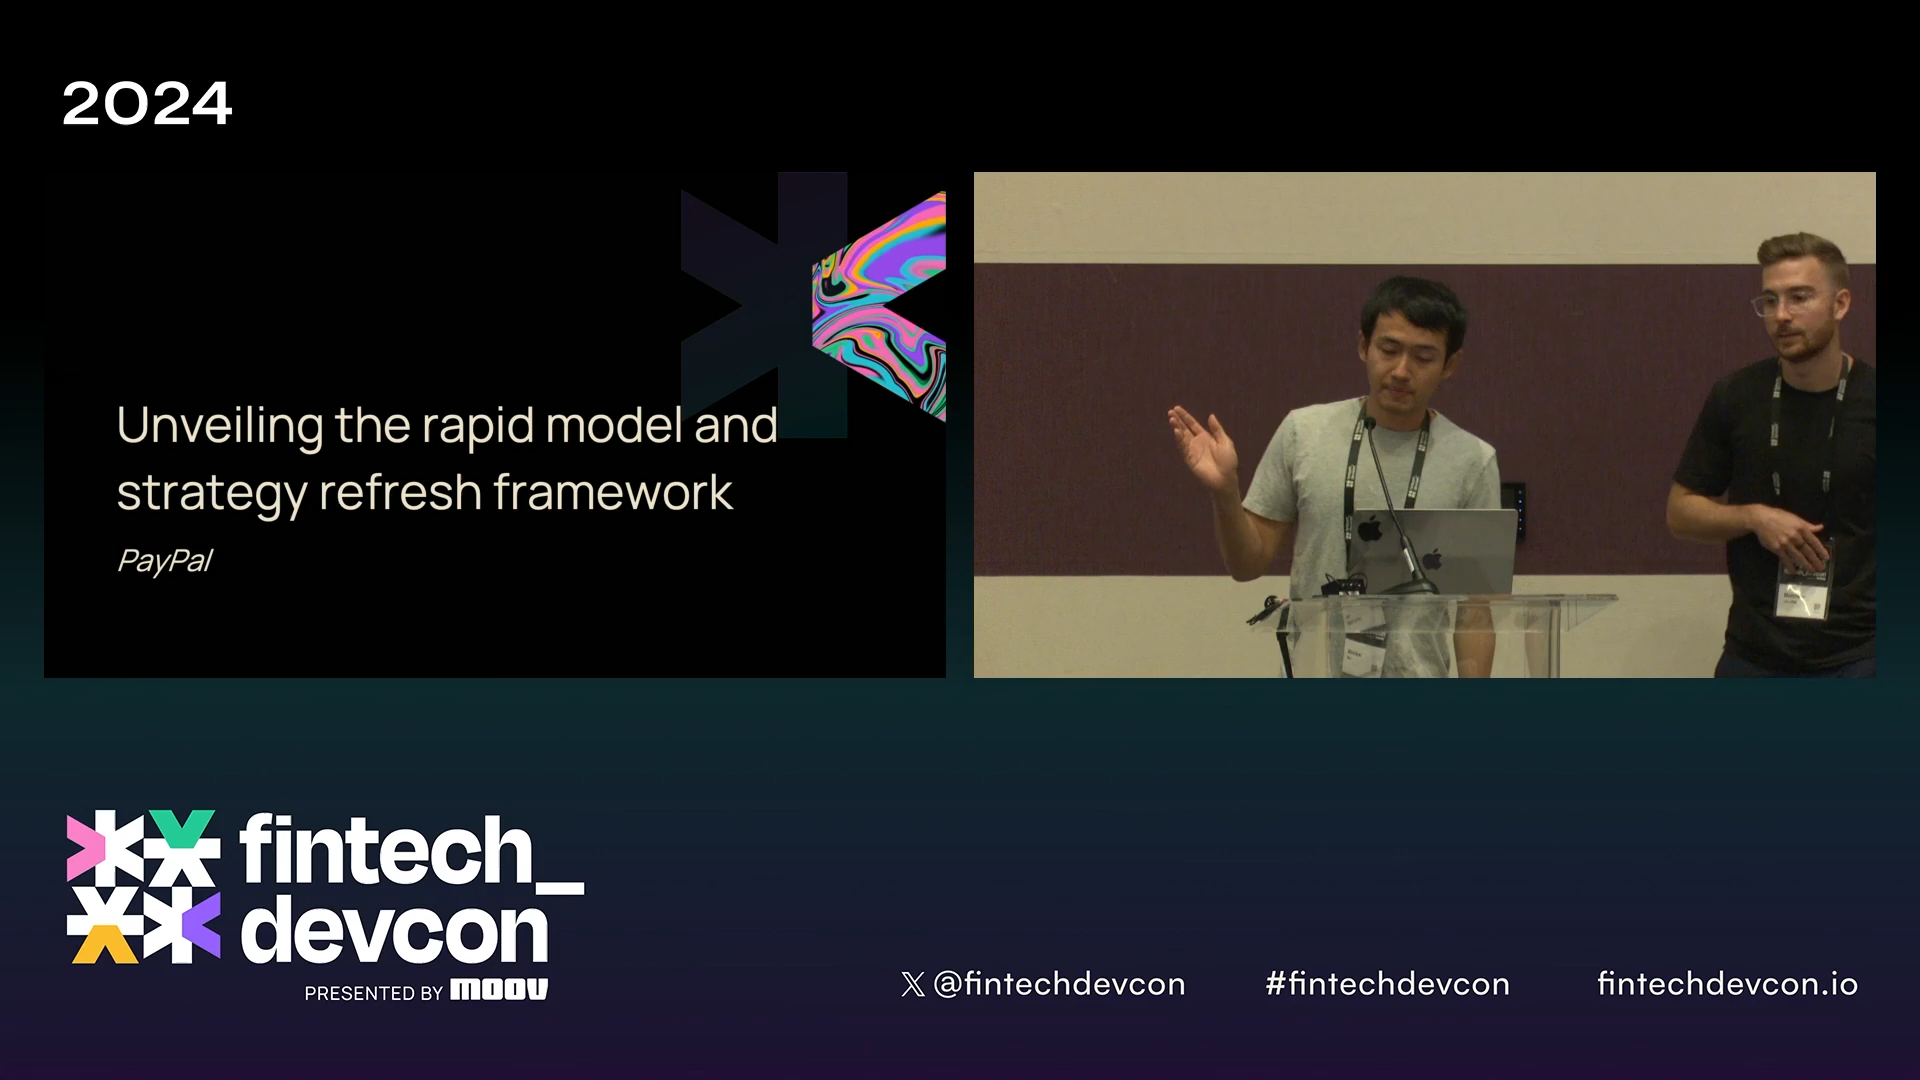 2024
Unveiling the rapid model and
strategy refresh framework
PayPal
fintech_
devcon
PRESENTED BY moov
X @fintechdevcon
#fintechdevcon
fintechdevcon.io